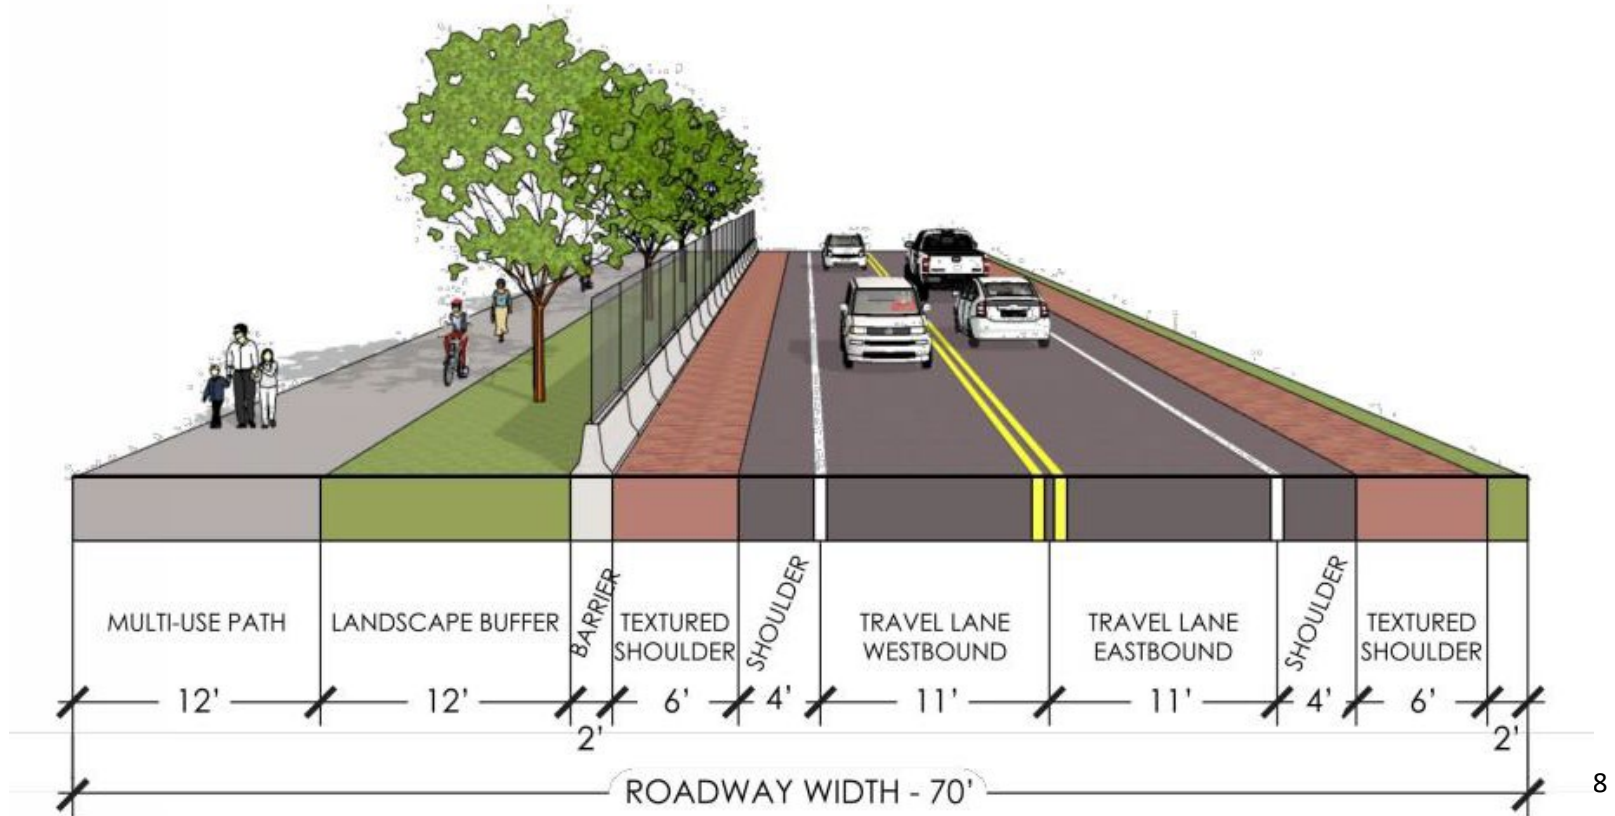 MULTI-USE PATH
LANDSCAPE BUFFER
BARRIER
TEXTURED
SHOULDER
SHOULDER
TRAVEL LANE
WESTBOUND
TRAVEL LANE
EASTBOUND
SHOULDER
TEXTURED
SHOULDER
12'
12'
2'
6'
4'
11'
11'
4'
6'
2'
ROADWAY WIDTH - 70'
8